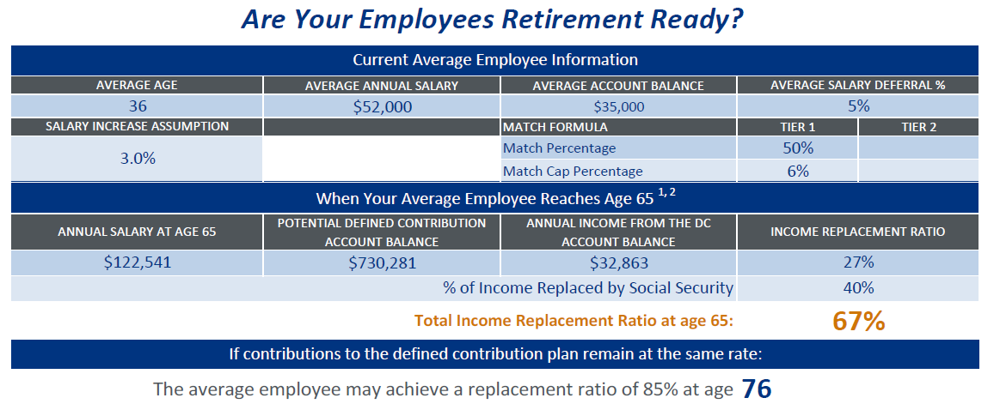 Are Your Employees Retirement Ready?
Current Average Employee Information
AVERAGE AGE AVERAGE ANNUAL SALARY AVERAGE ACCOUNT BALANCE AVERAGE SALARY DEFERRAL %
36 $52,000 $35,000 5%
SALARY INCREASE ASSUMPTION MATCH FORMULA TIER 1 TIER 2
3.0%
Match Percentage 50%
Match Cap Percentage 6%
When Your Average Employee Reaches Age 65 1, 2
ANNUAL SALARY AT AGE 65 POTENTIAL DEFINED CONTRIBUTION ACCOUNT BALANCE ANNUAL INCOME FROM THE DC ACCOUNT BALANCE INCOME REPLACEMENT RATIO
$122,541 $730,281 $32,863 27%
% of Income Replaced by Social Security 40%
Total Income Replacement Ratio at age 65: 67%
If contributions to the defined contribution plan remain at the same rate:
The average employee may achieve a replacement ratio of 85% at age 76